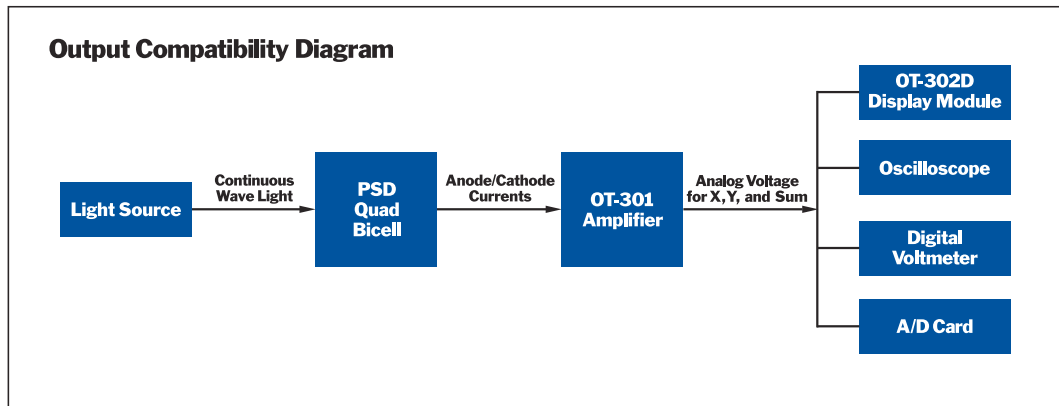 Output Compatibility Diagram
Light Source
Continuous
Wave Light
PSD
Quad
Bicell
Anode/Cathode
Currents
OT-301
Amplifier
Analog Voltage
for X, Y, and Sum
OT-302D
Display Module
Oscilloscope
Digital
Voltmeter
A/D Card